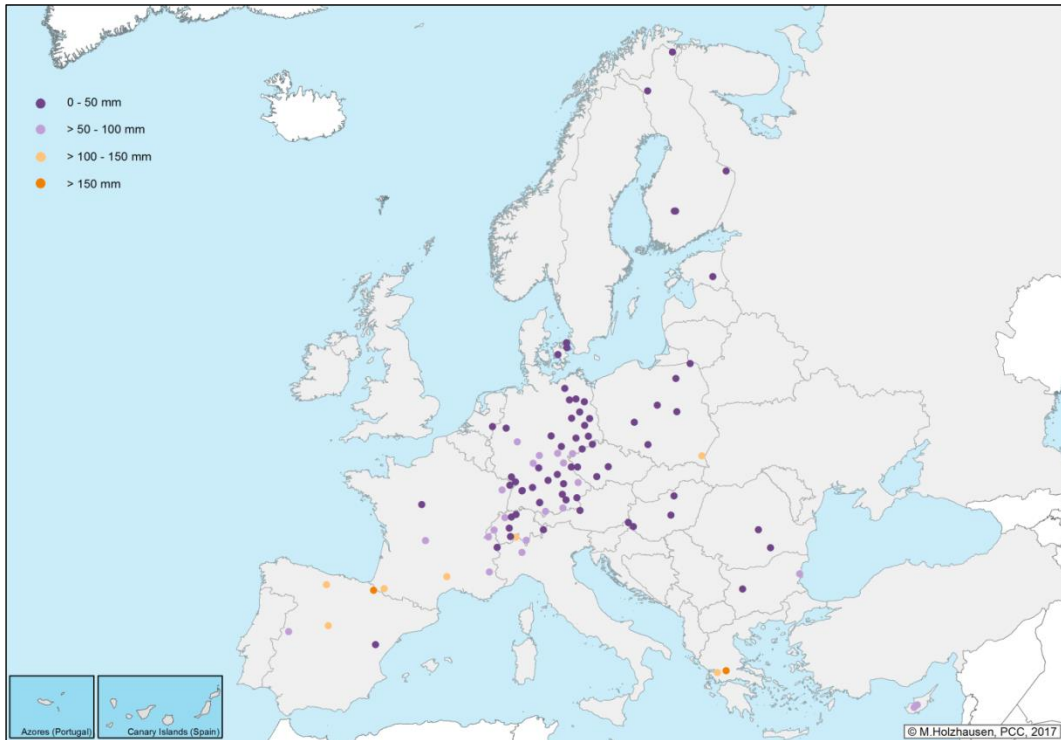 0 - 50 mm
> 50 - 100 mm
> 100 - 150 mm
> 150 mm
Azores (Portugal)
Canary Islands (Spain)
© M.Holzhausen, PCC, 2017